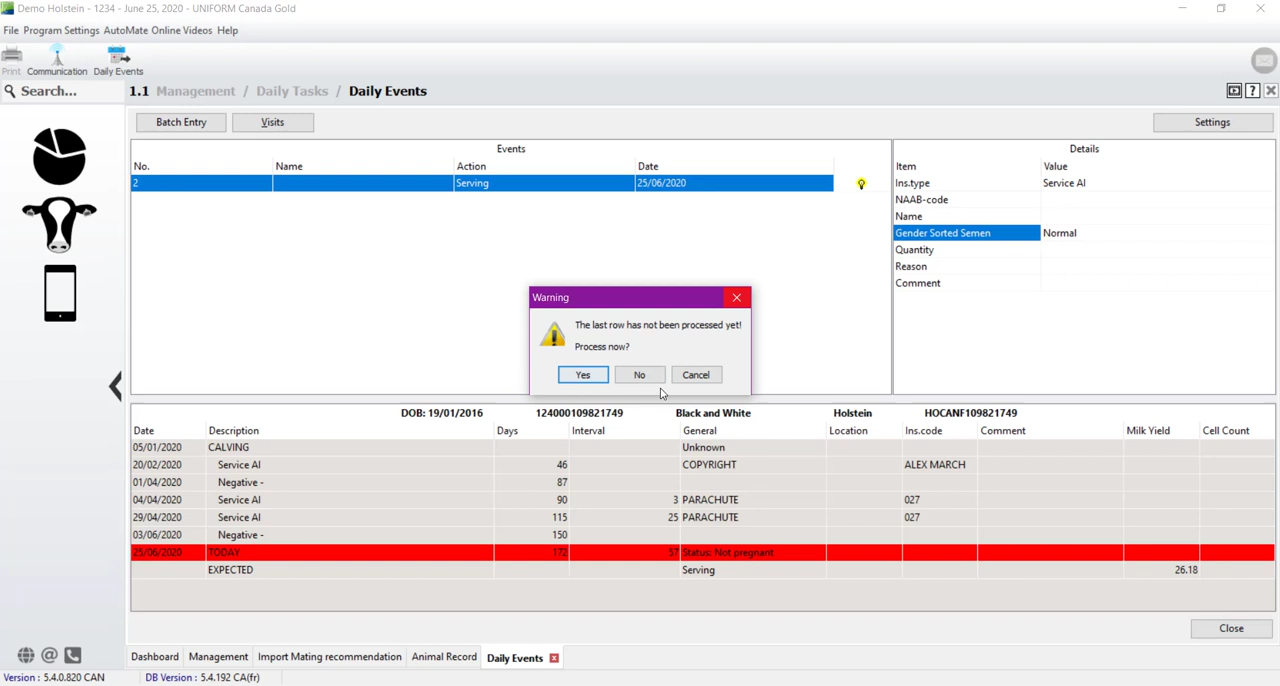 Demo Holstein - 1234 - June 25, 2020 - UNIFORM Canada Gold
File Program Settings AutoMate Online Videos Help
Print Communication Daily Events
Search... 1.1 Management / Daily Tasks / Daily Events ?
Batch Entry Visits Settings
Events Details
No. Name Action Date Item Value
2 Serving 25/06/2020 Ins.type Service AI
NAAB-code
Name
Gender Sorted Semen Normal
Quantity
Reason
Comment
Warning
The last row has not been processed yet!
Process now?
Yes No Cancel
DOB: 19/01/2016 124000109821749 Black and White Holstein HOCANF109821749
Date Description Days Interval General Location Ins.code Comment Milk Yield Cell Count
05/01/2020 CALVING Unknown
20/02/2020 Service AI 46 COPYRIGHT ALEX MARCH
01/04/2020 Negative - 87
04/04/2020 Service AI 90 3 PARACHUTE 027
29/04/2020 Service AI 115 25 PARACHUTE 027
03/06/2020 Negative - 150
25/06/2020 TODAY 172 57 Status: Not pregnant
EXPECTED Serving 26.18
Close
Dashboard Management Import Mating recommendation Animal Record Daily Events
Version : 5.4.0.820 CAN DB Version : 5.4.192 CA(fr)